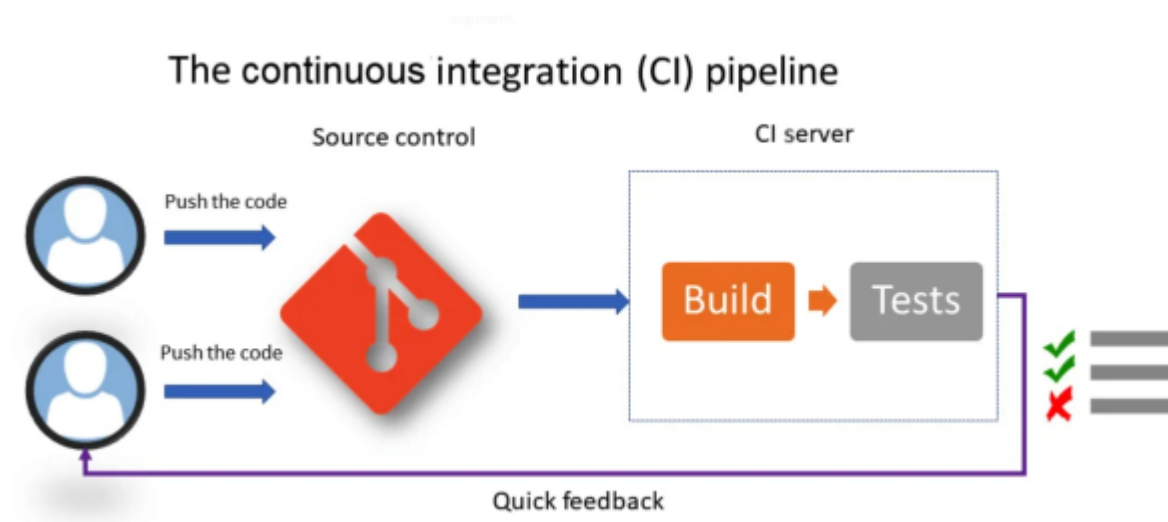 The continuous integration (CI) pipeline
Source control
CI server
Push the code
Build
Tests
Push the code
Quick feedback